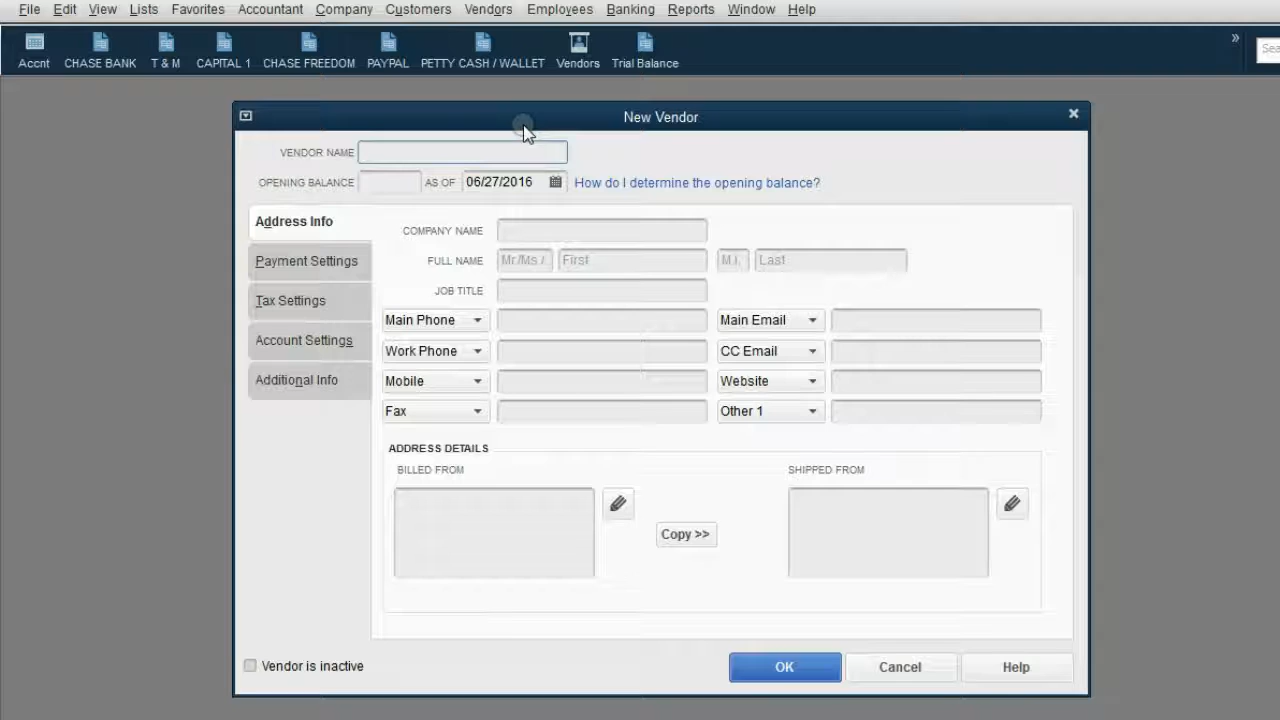 File Edit View Lists Favorites Accountant Company Customers Vendors Employees Banking Reports Window Help
» Sea
Accnt CHASE BANK T & M CAPITAL 1 CHASE FREEDOM PAYPAL PETTY CASH / WALLET Vendors Trial Balance
New Vendor
VENDOR NAME
OPENING BALANCE AS OF 06/27/2016 How do I determine the opening balance?
Address Info
COMPANY NAME
Payment Settings
FULL NAME Mr./Ms./ First M.I. Last
JOB TITLE
Tax Settings
Main Phone Main Email
Account Settings
Work Phone CC Email
Additional Info
Mobile Website
Fax Other 1
ADDRESS DETAILS
BILLED FROM SHIPPED FROM
Copy >>
Vendor is inactive OK Cancel Help